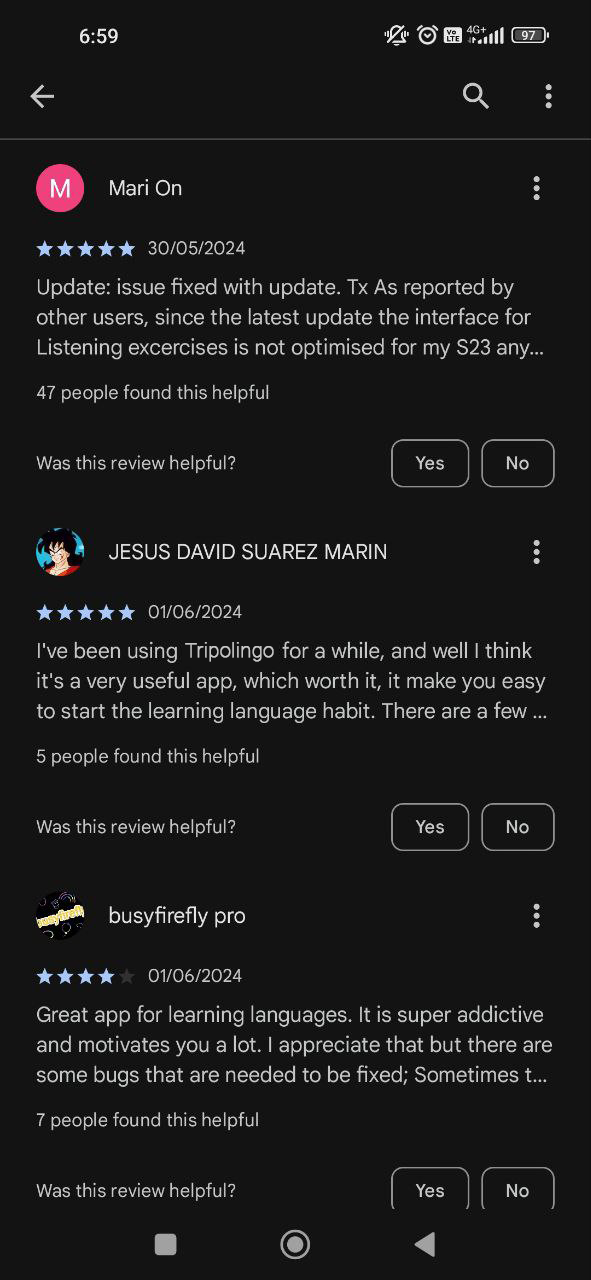 6:59
Vo LTE 4G+ 97
M Mari On
30/05/2024
Update: issue fixed with update. Tx As reported by
other users, since the latest update the interface for
Listening excercises is not optimised for my S23 any...
47 people found this helpful
Was this review helpful? Yes No
JESUS DAVID SUAREZ MARIN
01/06/2024
I've been using Tripolingo for a while, and well I think
it's a very useful app, which worth it, it make you easy
to start the learning language habit. There are a few ...
5 people found this helpful
Was this review helpful? Yes No
busyfirefly pro
01/06/2024
Great app for learning languages. It is super addictive
and motivates you a lot. I appreciate that but there are
some bugs that are needed to be fixed; Sometimes t...
7 people found this helpful
Was this review helpful? Yes No